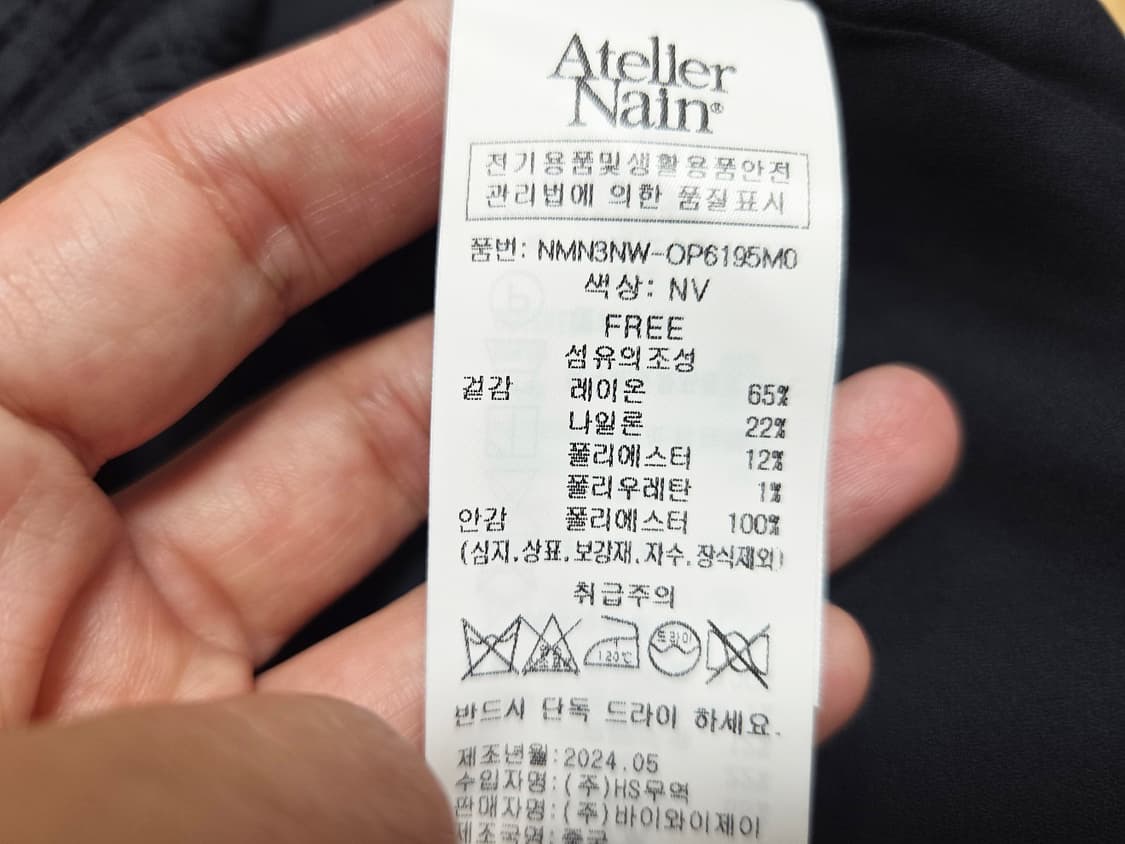 Atelier
Nain®
전기용품및생활용품안전
관리법에 의한 품질표시
품번: NMN3NW-OP6195M0
색상: NV
FREE
섬유의조성
겉감 레이온 65%
나일론 22%
폴리에스터 12%
폴리우레탄 1%
안감 폴리에스터 100%
(심지.상표.보강재.자수.장식제외)
취급주의
120℃ 드라이
반드시 단독 드라이 하세요.
제조년월:2024.05
수입자명:(주)HS무역
판매자명:(주)바이와이제이
제조국명:중국